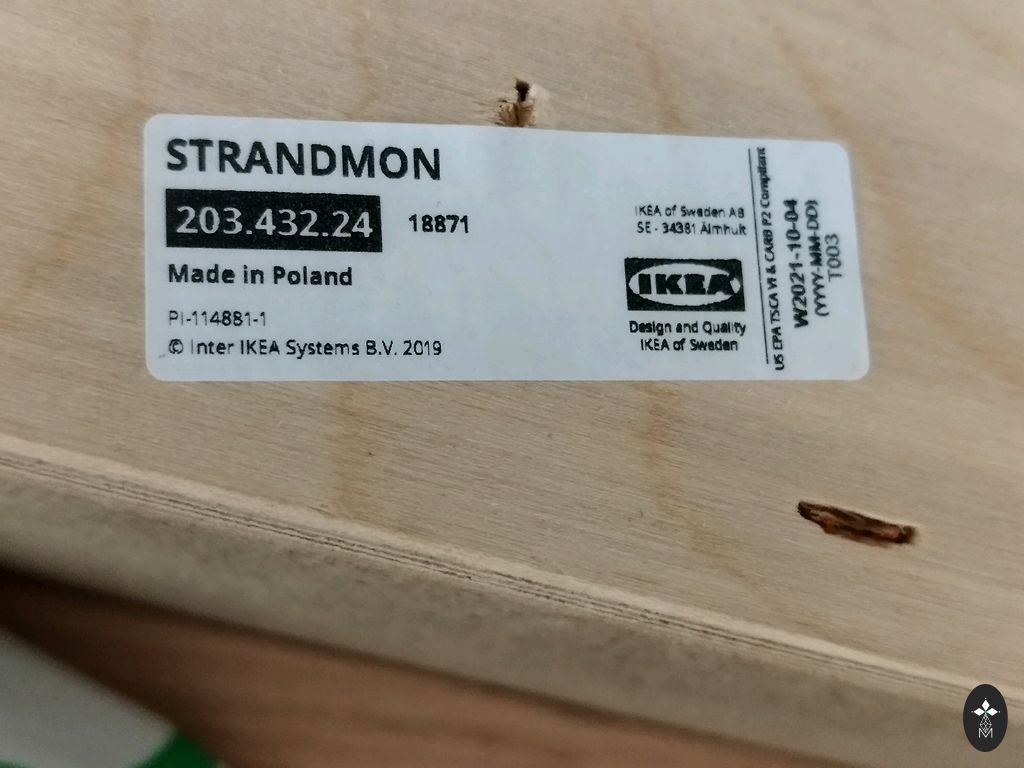 STRANDMON
203.432.24
18871
Made in Poland
PI-114881-1
© Inter IKEA Systems B.V. 2019
IKEA of Sweden AB
SE - 34381 Älmhult
IKEA
Design and Quality
IKEA of Sweden
US EPA TSCA VI & CARB P2 Compliant
W2021-10-04
(YYYY-MM-DD)
T003
M